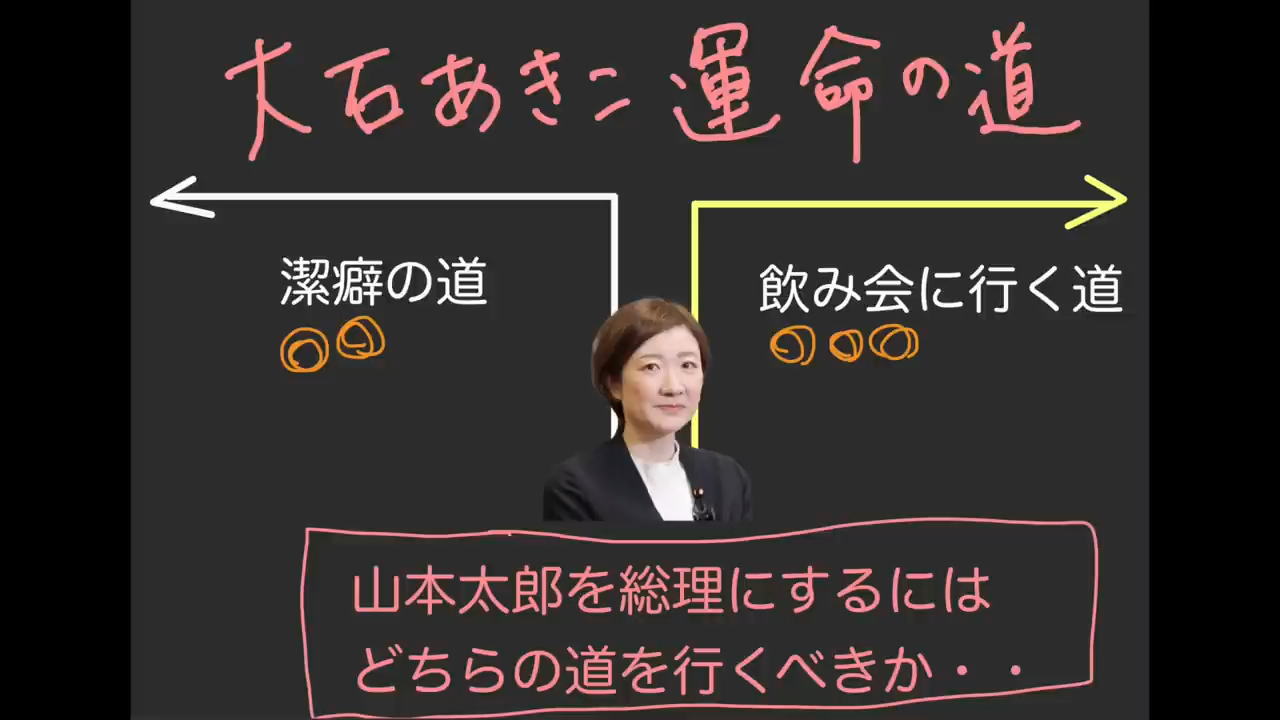 大石あきこ運命の道
潔癖の道
飲み会に行く道
山本太郎を総理にするには
どちらの道を行くべきか・・